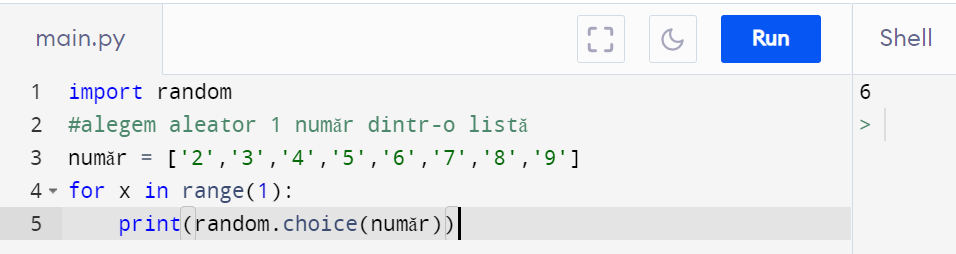 main.py Run Shell
1 import random
2 #alegem aleator 1 număr dintr-o listă
3 număr = ['2','3','4','5','6','7','8','9']
4 for x in range(1):
5 print(random.choice(număr))
6
>